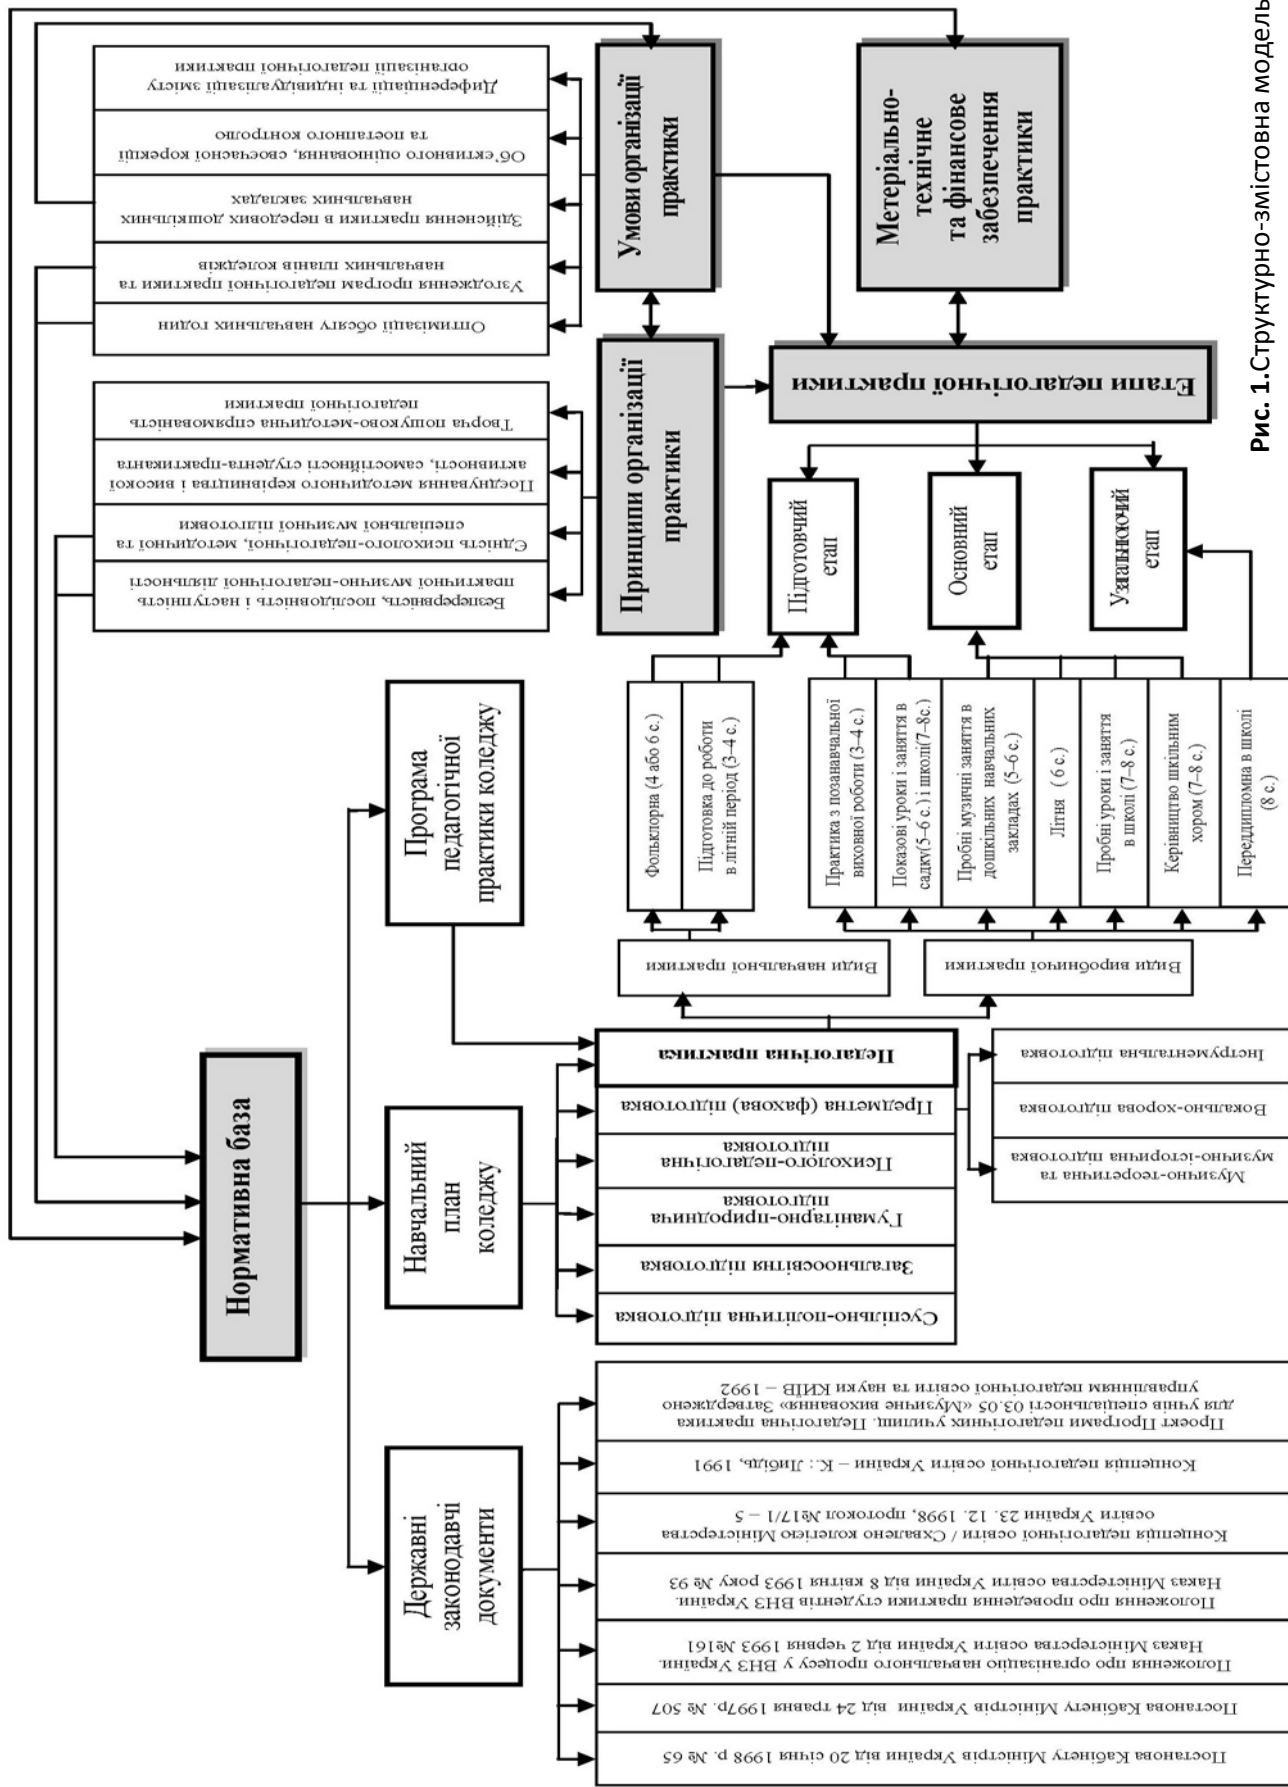 Нормативна база
Державні
законодавчі
документи
Навчальний
план
коледжу
Програма
педагогічної
практики коледжу
Постанова Кабінету Міністрів України від 20 січня 1998 р. № 65
Постанова Кабінету Міністрів України від 24 травня 1997р. № 507
Положення про організацію навчального процесу у ВНЗ України.
Наказ Міністерства освіти України від 2 червня 1993 №161
Положення про проведення практики студентів ВНЗ України.
Наказ Міністерства освіти України від 8 квітня 1993 року № 93
Концепція педагогічної освіти / Схвалено колегією Міністерства
освіти України 23. 12. 1998, протокол №17/1 – 5
Концепція педагогічної освіти України – К.: Либідь, 1991
Проект Програми педагогічних училищ. Педагогічна практика
для учнів спеціальності 03.05 «Музичне виховання» Затверджено
управлінням педагогічної освіти та науки КИЇВ – 1992
Суспільно-політична підготовка
Загальноосвітня підготовка
Гуманітарно-природнича
підготовка
Психолого-педагогічна
підготовка
Предметна (фахова) підготовка
Педагогічна практика
Музично-теоретична та
музично-історична підготовка
Вокально-хорова підготовка
Інструментальна підготовка
Види навчальної практики
Види виробничої практики
Фольклорна (4 або 6 с.)
Підготовка до роботи
в літній період (3–4 с.)
Практика з позанавчальної
виховної роботи (3–4 с.)
Показові уроки і заняття в
садку(5–6 с.) і школі(7–8с.)
Пробні музичні заняття в
дошкільних навчальних
закладах (5–6 с.)
Літня ( 6 с.)
Пробні уроки і заняття
в школі (7–8 с.)
Керівництво шкільним
хором (7–8 с.)
Переддипломна в школі
(8 с.)
Безперервність, послідовність і наступність
практичної музично-педагогічної діяльності
Єдність психолого-педагогічної, методичної та
спеціальної музичної підготовки
Поєднування методичного керівництва і високої
активності, самостійності студента-практиканта
Творча пошуково-методична спрямованість
педагогічної практики
Оптимізації обсягу навчальних годин
Узгодження програм педагогічної практики та
навчальних планів коледжів
Здійснення практики в передових дошкільних
навчальних закладах
Об’єктивного оцінювання, своєчасної корекції
та поетапного контролю
Диференціації та індивідуалізації змісту
організації педагогічної практики
Принципи організації
практики
Умови організації
практики
Підготовчий
етап
Основний
етап
Узагальнюючий
етап
Етапи педагогічної практики
Метеріально-
технічне
та фінансове
забезпечення
практики
Рис. 1.Структурно-змістовна модель